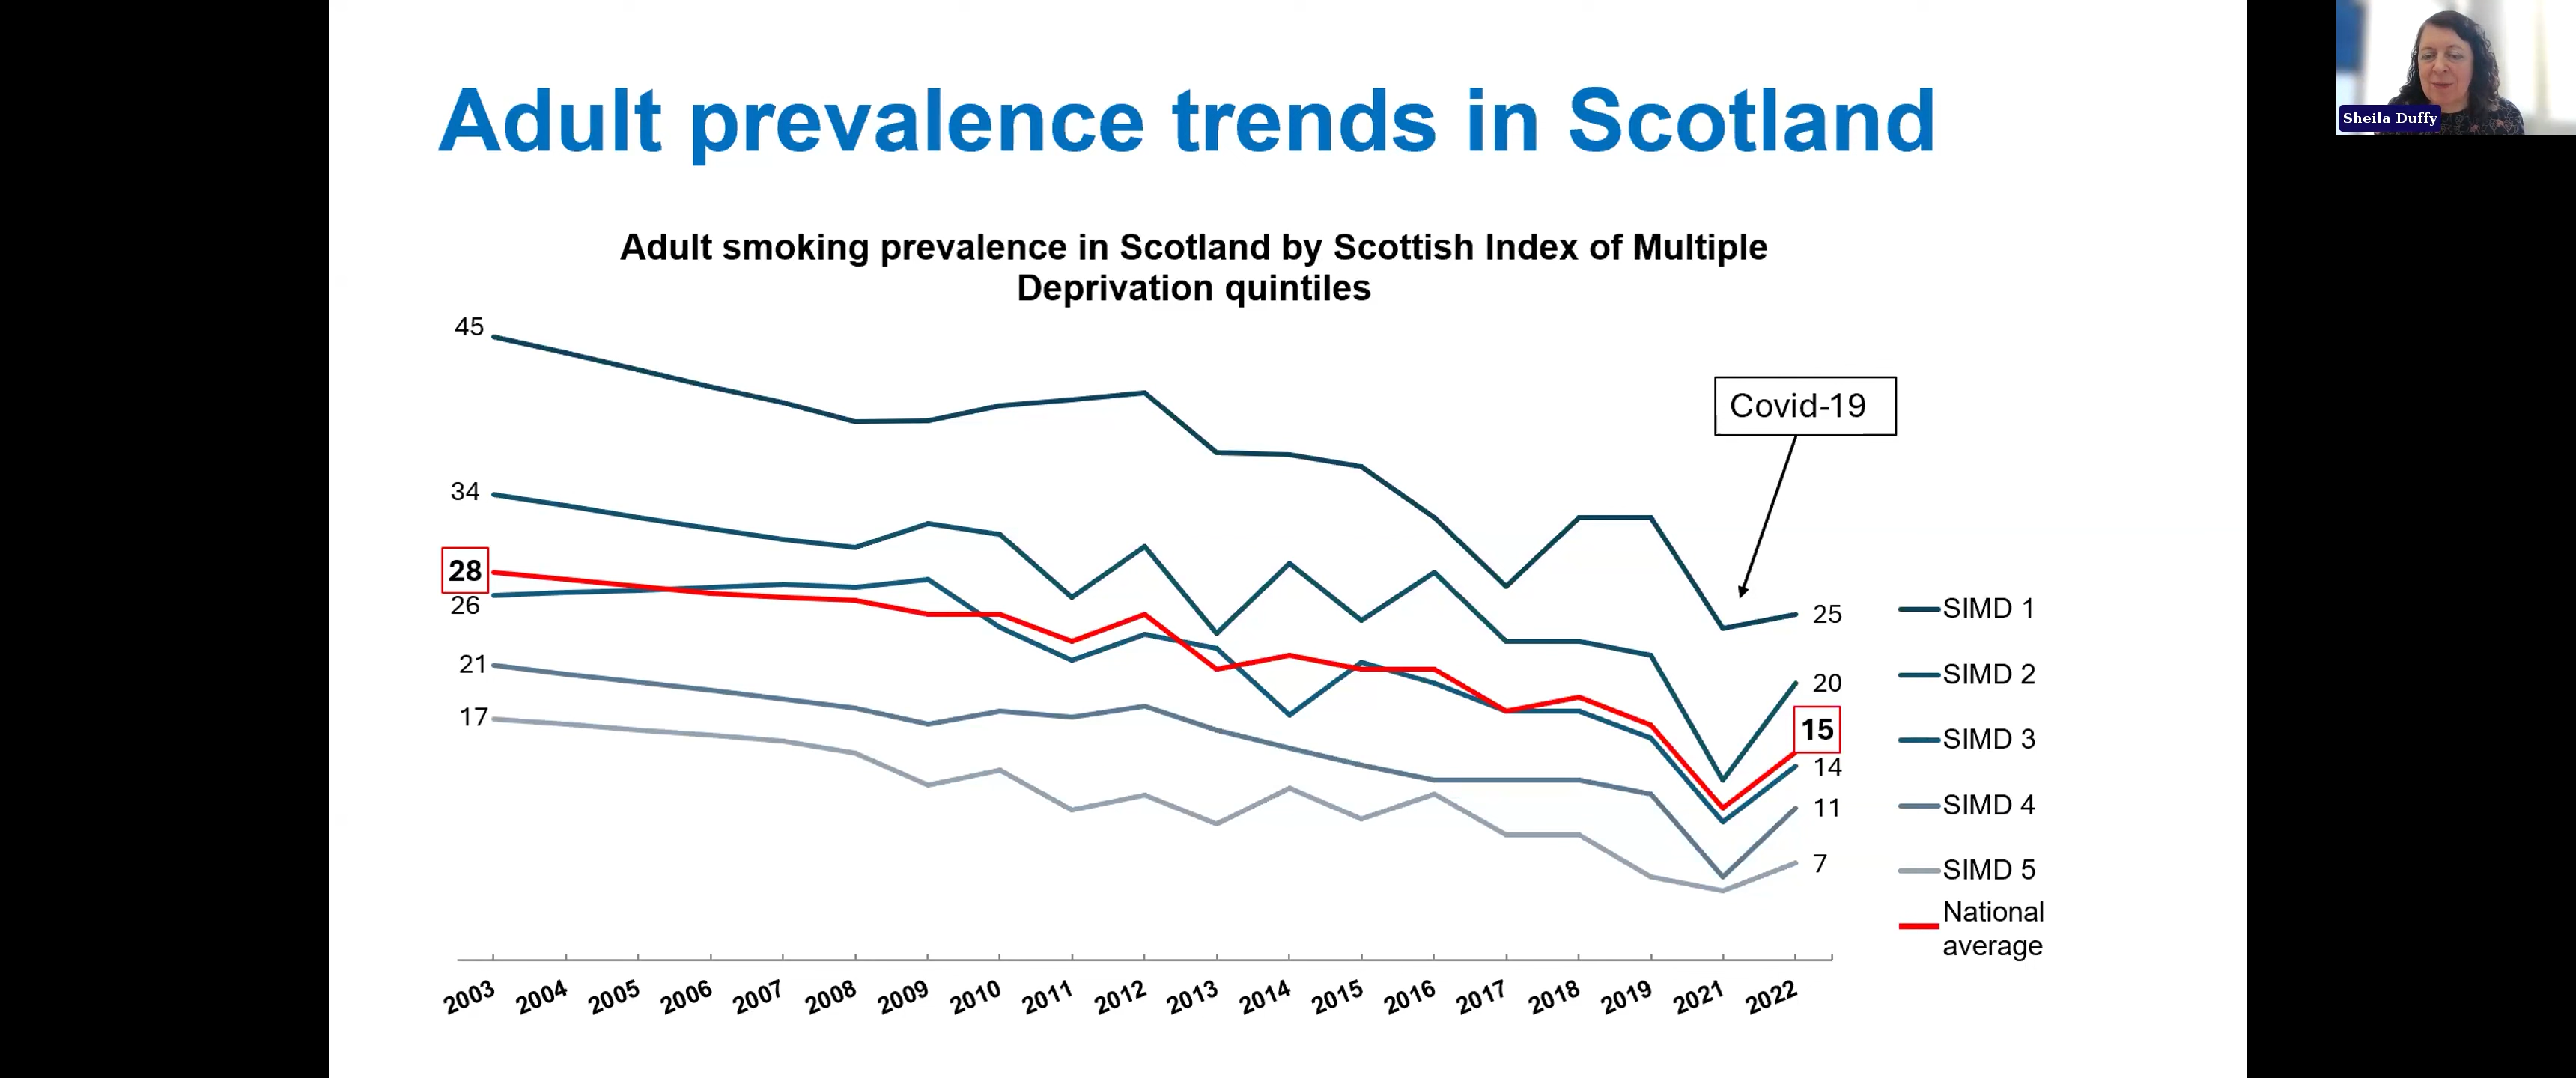 Adult prevalence trends in Scotland
Sheila Duffy
Adult smoking prevalence in Scotland by Scottish Index of Multiple
Deprivation quintiles
45
34
28
26
21
17
Covid-19
25
20
15
14
11
7
SIMD 1
SIMD 2
SIMD 3
SIMD 4
SIMD 5
National
average
2003 2004 2005 2006 2007 2008 2009 2010 2011 2012 2013 2014 2015 2016 2017 2018 2019 2021 2022